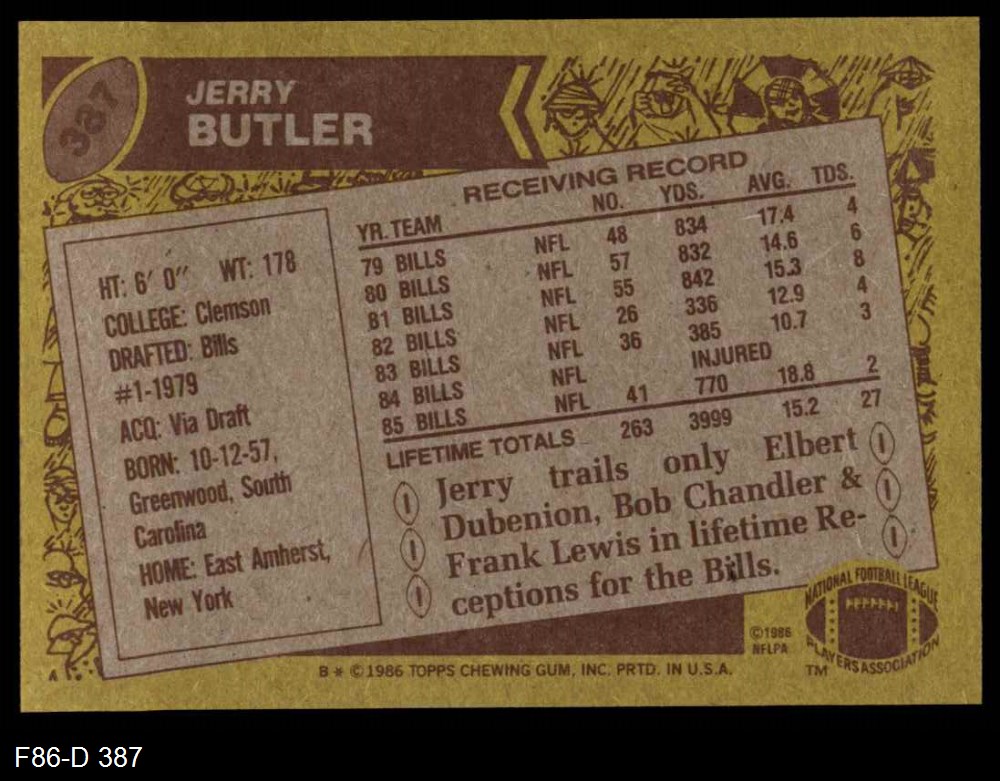 387
JERRY
BUTLER
HT: 6' 0" WT: 178
COLLEGE: Clemson
DRAFTED: Bills
#1-1979
ACQ: Via Draft
BORN: 10-12-57,
Greenwood, South
Carolina
HOME: East Amherst,
New York
RECEIVING RECORD
YR. TEAM NO. YDS. AVG. TDS.
79 BILLS NFL 48 834 17.4 4
80 BILLS NFL 57 832 14.6 6
81 BILLS NFL 55 842 15.3 8
82 BILLS NFL 26 336 12.9 4
83 BILLS NFL 36 385 10.7 3
84 BILLS NFL INJURED
85 BILLS NFL 41 770 18.8 2
LIFETIME TOTALS 263 3999 15.2 27
Jerry trails only Elbert
Dubenion, Bob Chandler &
Frank Lewis in lifetime Re-
ceptions for the Bills.
NATIONAL FOOTBALL LEAGUE
PLAYERS ASSOCIATION
TM
©1986
NFLPA
B * ©1986 TOPPS CHEWING GUM, INC. PRTD. IN U.S.A.
F86-D 387